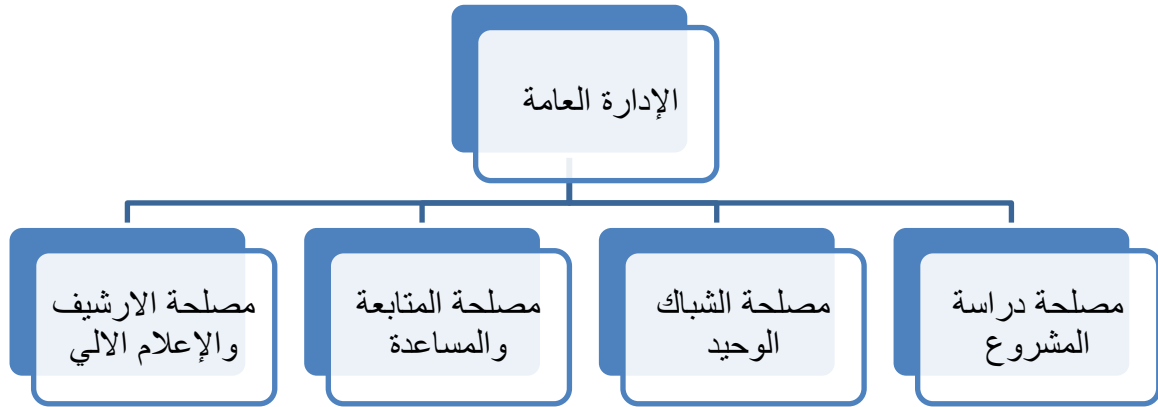 الإدارة العامة
مصلحة دراسة
المشروع
مصلحة الشباك
الوحيد
مصلحة المتابعة
والمساعدة
مصلحة الارشيف
والإعلام الالي